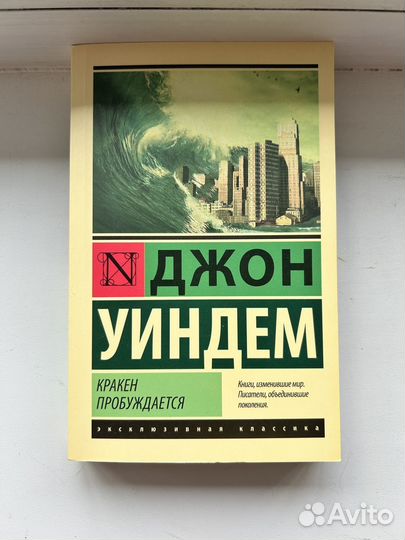 N
ДЖОН
УИНДЕМ
КРАКЕН
ПРОБУЖДАЕТСЯ
Книги, изменившие мир.
Писатели, объединившие
поколения.
эксклюзивная классика
Avito